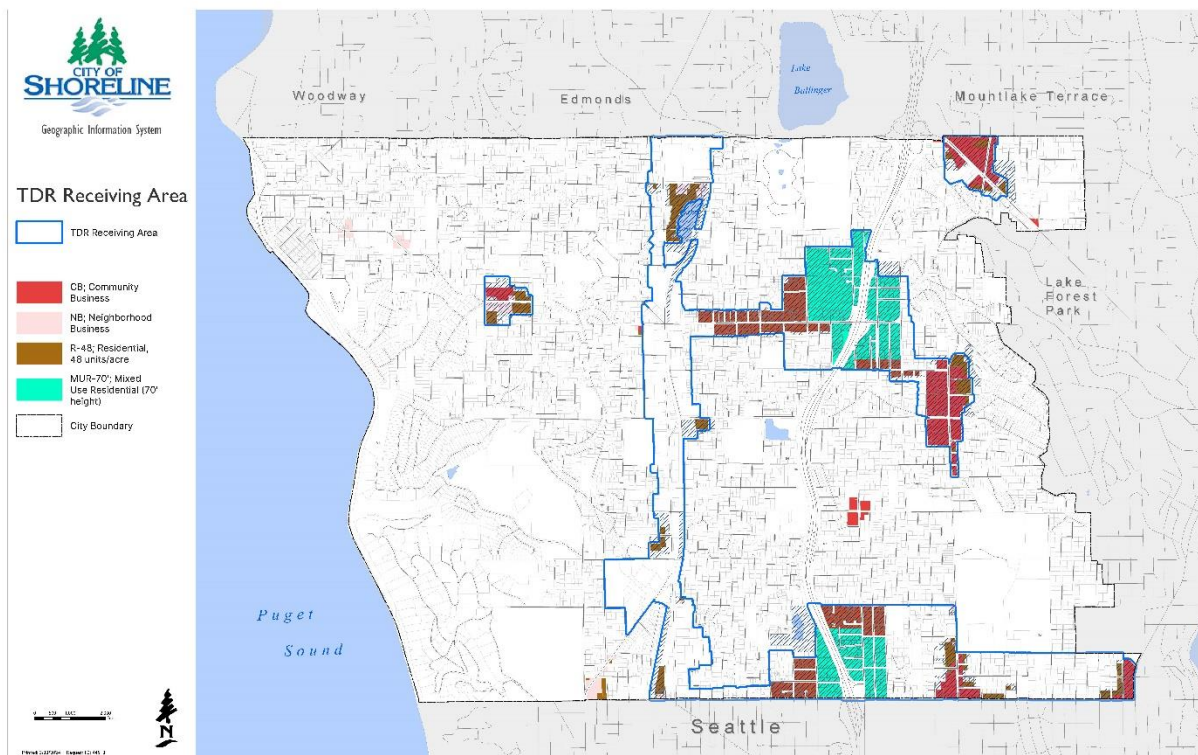 CITY OF
SHORELINE
Geographic Information System
TDR Receiving Area
TDR Receiving Area
CB; Community
Business
NB; Neighborhood
Business
R-48; Residential,
48 units/acre
MUR-70'; Mixed
Use Residential (70'
height)
City Boundary
N
Woodway
Edmonds
Lake
Ballinger
Mountlake Terrace
Lake
Forest
Park
Puget
Sound
Seattle